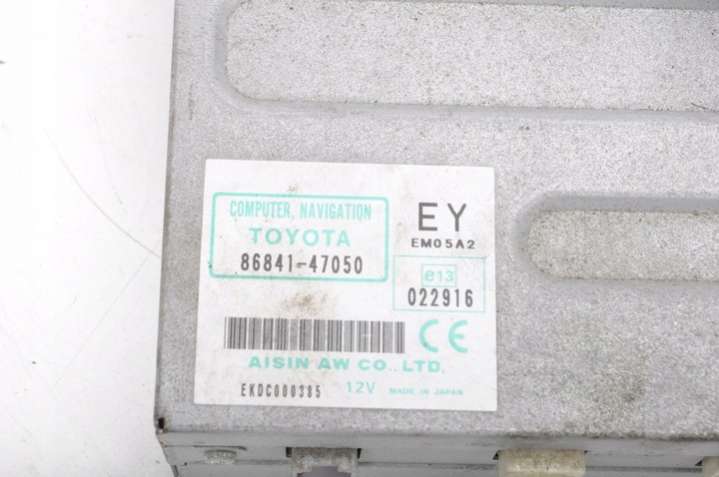 COMPUTER, NAVIGATION
TOYOTA
86841-47050
EY
EM05A2
e13
022916
CE
AISIN AW CO., LTD.
EKDC000385 12V MADE IN JAPAN